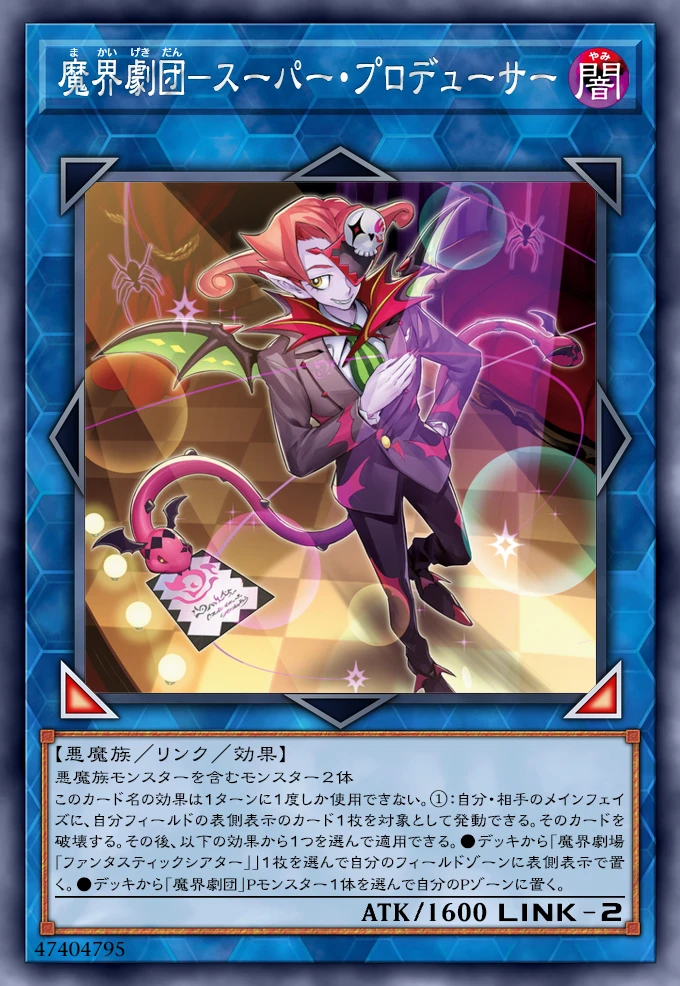 まかいげきだん
魔界劇団-スーパー・プロデューサー
やみ
闇
【悪魔族／リンク／効果】
悪魔族モンスターを含むモンスター2体
このカード名の効果は1ターンに1度しか使用できない。①:自分・相手のメインフェイ
ズに、自分フィールドの表側表示のカード1枚を対象として発動できる。そのカードを
破壊する。その後、以下の効果から1つを選んで適用できる。●デッキから「魔界劇場
「ファンタスティックシアター」」1枚を選んで自分のフィールドゾーンに表側表示で置
く。●デッキから「魔界劇団」Pモンスター1体を選んで自分のPゾーンに置く。
ATK/1600 LINK-2
47404795